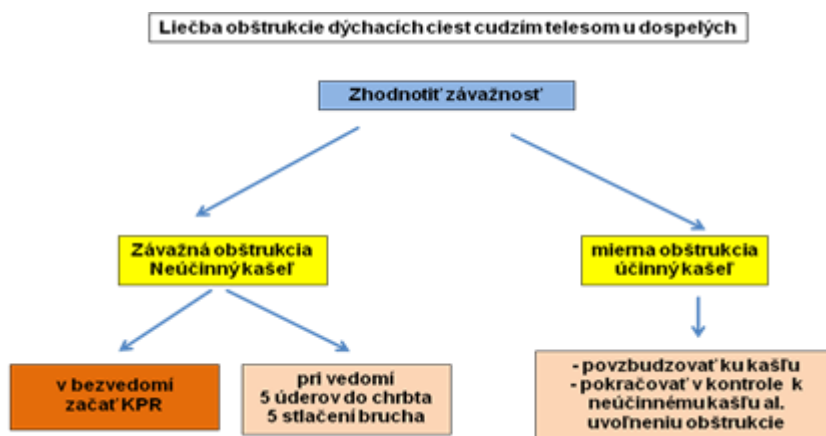 Liečba obštrukcie dýchacích ciest cudzím telesom u dospelých
Zhodnotiť závažnosť
Závažná obštrukcia
Neúčinný kašeľ
mierna obštrukcia
účinný kašeľ
v bezvedomí
začať KPR
pri vedomí
5 úderov do chrbta
5 stlačení brucha
- povzbudzovať ku kašľu
- pokračovať v kontrole k
neúčinnému kašľu al.
uvoľneniu obštrukcie